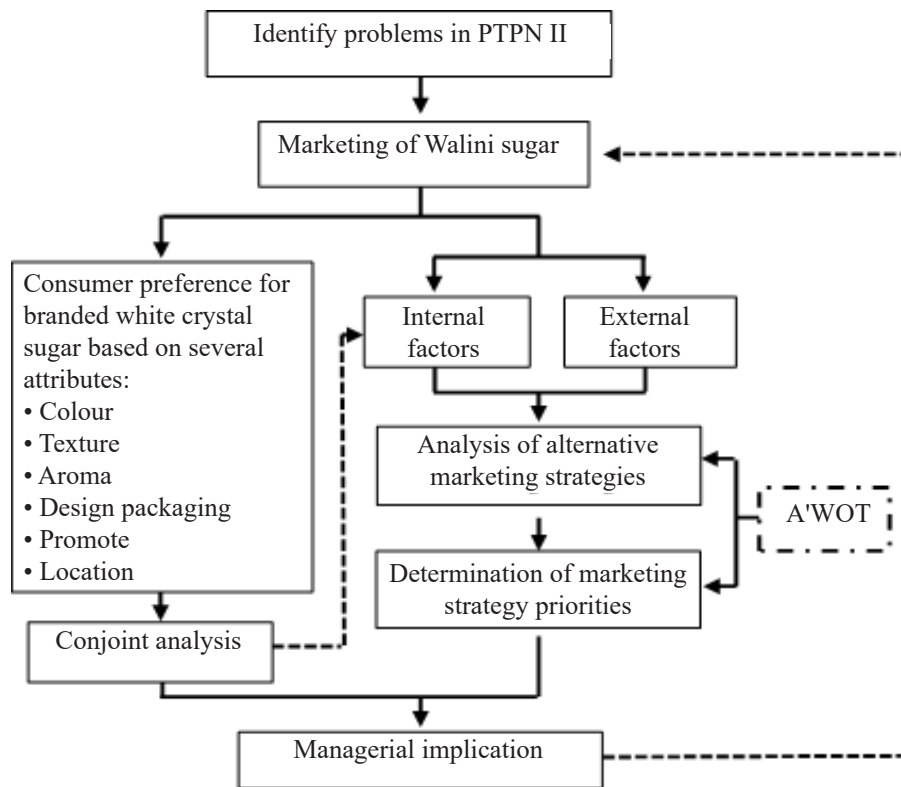 Identify problems in PTPN II
Marketing of Walini sugar
Consumer preference for
branded white crystal
sugar based on several
attributes:
• Colour
• Texture
• Aroma
• Design packaging
• Promote
• Location
Internal
factors
External
factors
Analysis of alternative
marketing strategies
A'WOT
Determination of marketing
strategy priorities
Conjoint analysis
Managerial implication